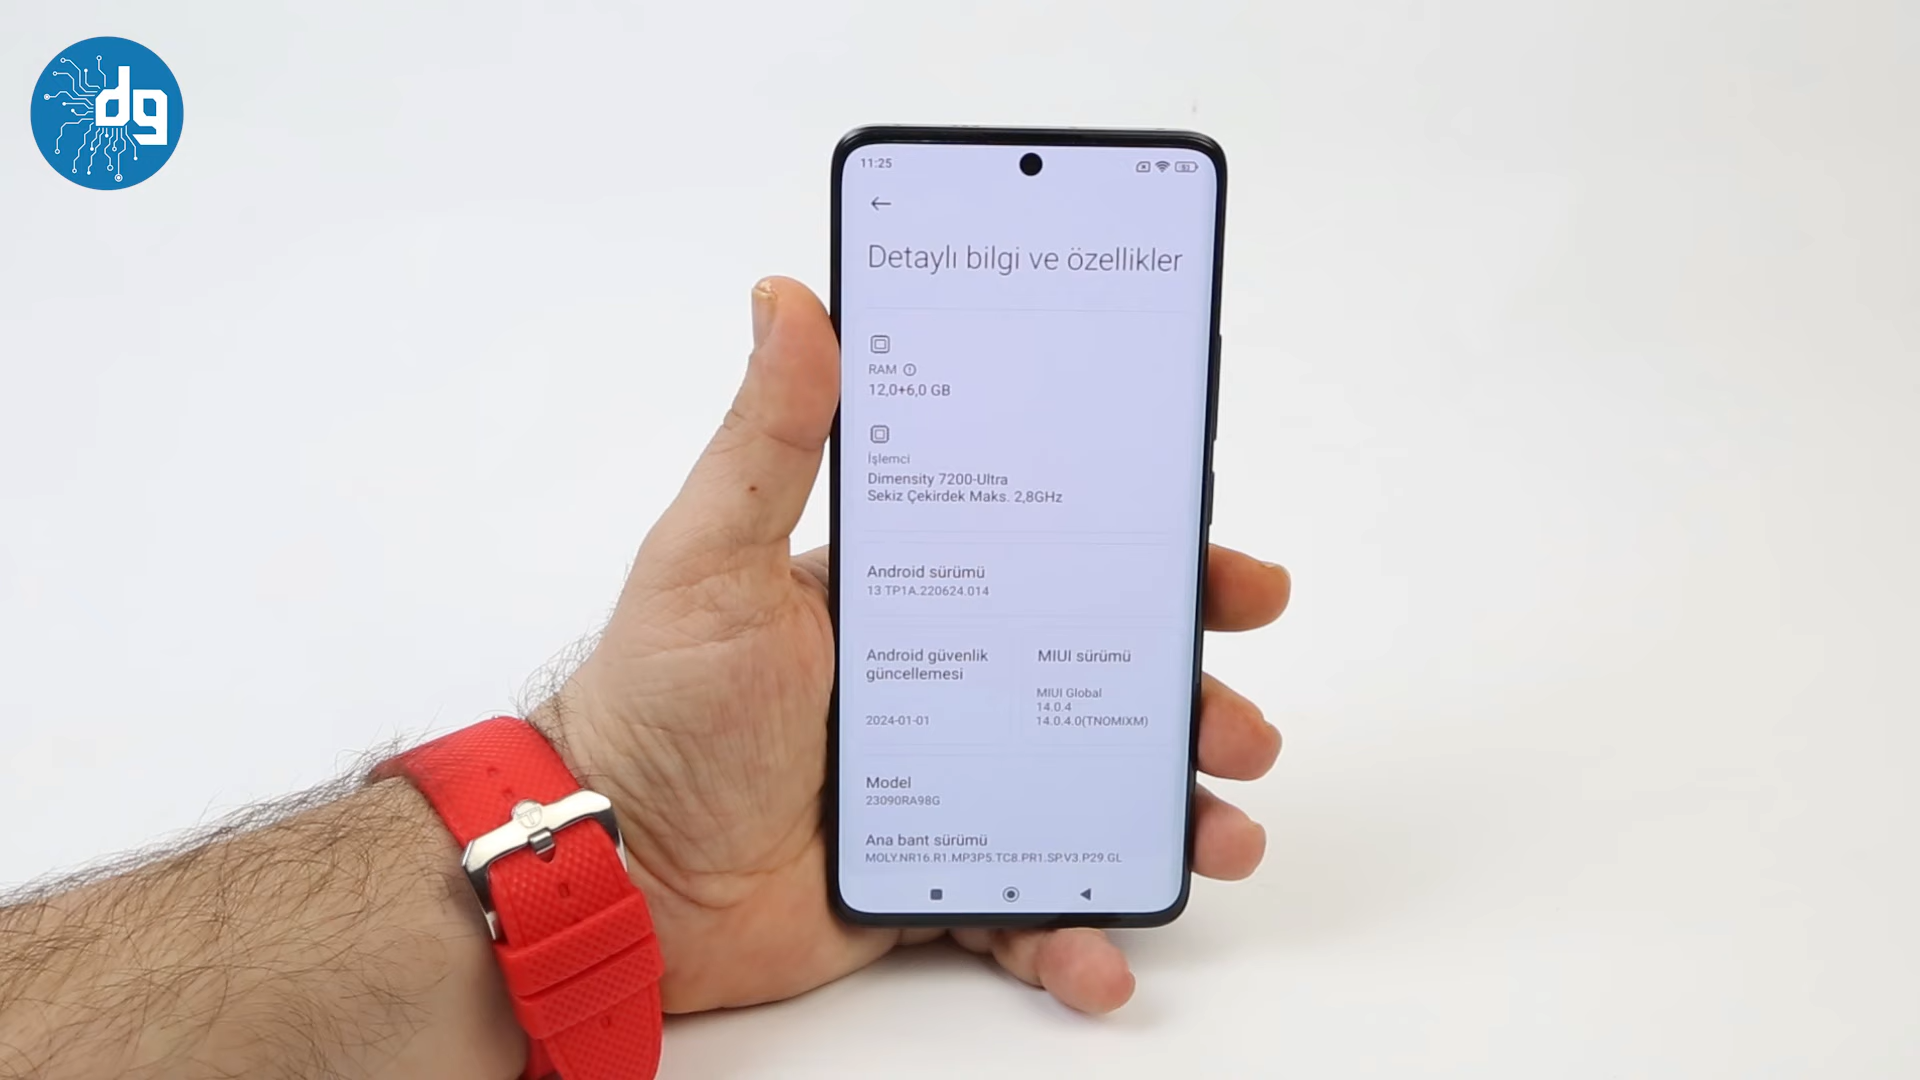 dg
11:25
Detaylı bilgi ve özellikler
RAM
12,0+6,0 GB
İşlemci
Dimensity 7200-Ultra
Sekiz Çekirdek Maks. 2,8GHz
Android sürümü
13 TP1A.220624.014
Android güvenlik
güncellemesi
2024-01-01
MIUI sürümü
MIUI Global
14.0.4
14.0.4.0(TNOMIXM)
Model
23090RA98G
Ana bant sürümü
MOLY.NR16.R1.MP3P5.TC8.PR1.SP.V3.P29.GL